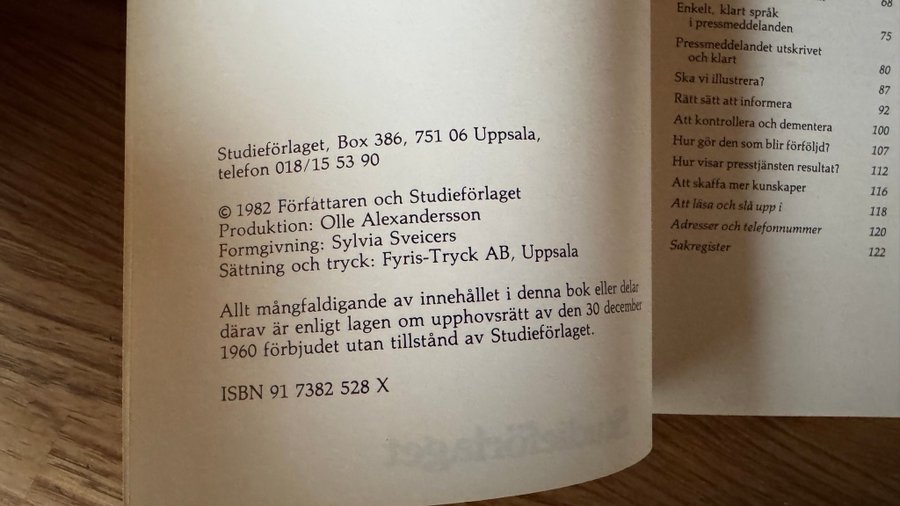 Studieförlaget, Box 386, 751 06 Uppsala,
telefon 018/15 53 90
© 1982 Författaren och Studieförlaget
Produktion: Olle Alexandersson
Formgivning: Sylvia Sveicers
Sättning och tryck: Fyris-Tryck AB, Uppsala
Allt mångfaldigande av innehållet i denna bok eller delar
därav är enligt lagen om upphovsrätt av den 30 december
1960 förbjudet utan tillstånd av Studieförlaget.
ISBN 91 7382 528 X
Studieförlaget
68
Enkelt, klart språk
i pressmeddelanden 75
Pressmeddelandet utskrivet
och klart 80
Ska vi illustrera? 87
Rätt sätt att informera 92
Att kontrollera och dementera 100
Hur gör den som blir förföljd? 107
Hur visar presstjänsten resultat? 112
Att skaffa mer kunskaper 116
Att läsa och slå upp i 118
Adresser och telefonnummer 120
Sakregister 122